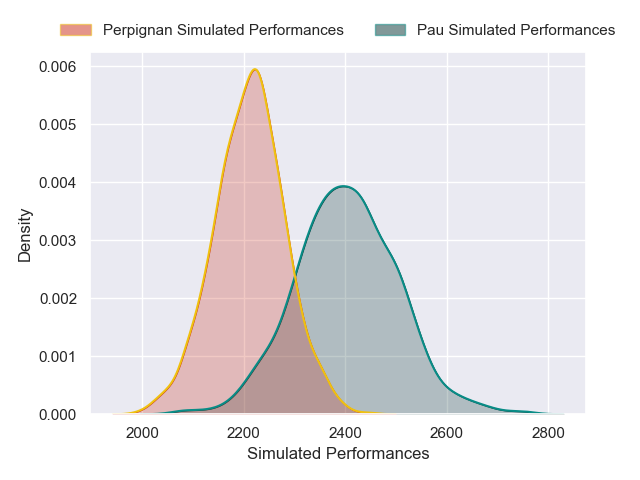 Perpignan Simulated Performances Pau Simulated Performances
0.006
0.005
0.004
0.003
0.002
0.001
0.000
Density
2000 2200 2400 2600 2800
Simulated Performances